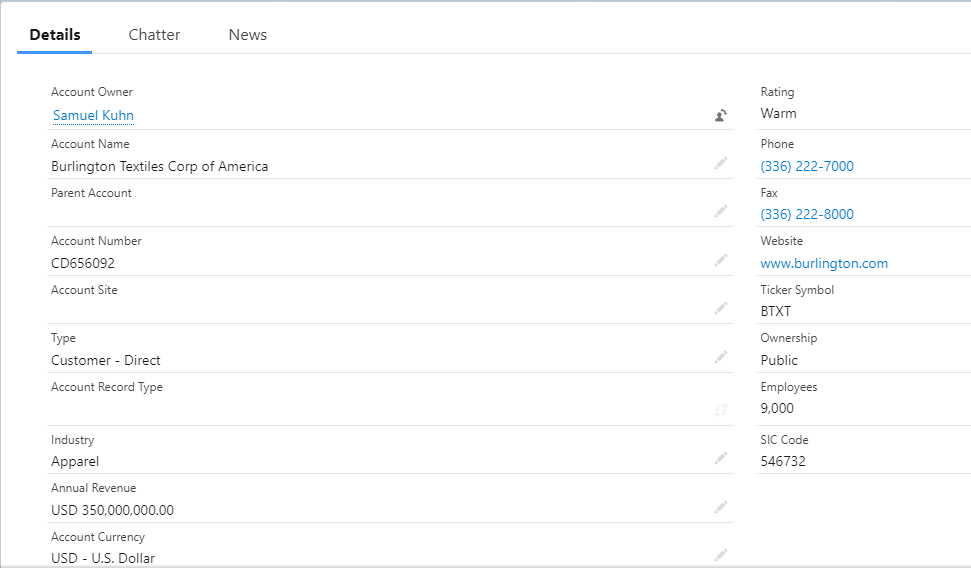 Details Chatter News
Account Owner
Samuel Kuhn
Account Name
Burlington Textiles Corp of America
Parent Account
Account Number
CD656092
Account Site
Type
Customer - Direct
Account Record Type
Industry
Apparel
Annual Revenue
USD 350,000,000.00
Account Currency
USD - U.S. Dollar
Rating
Warm
Phone
(336) 222-7000
Fax
(336) 222-8000
Website
www.burlington.com
Ticker Symbol
BTXT
Ownership
Public
Employees
9,000
SIC Code
546732